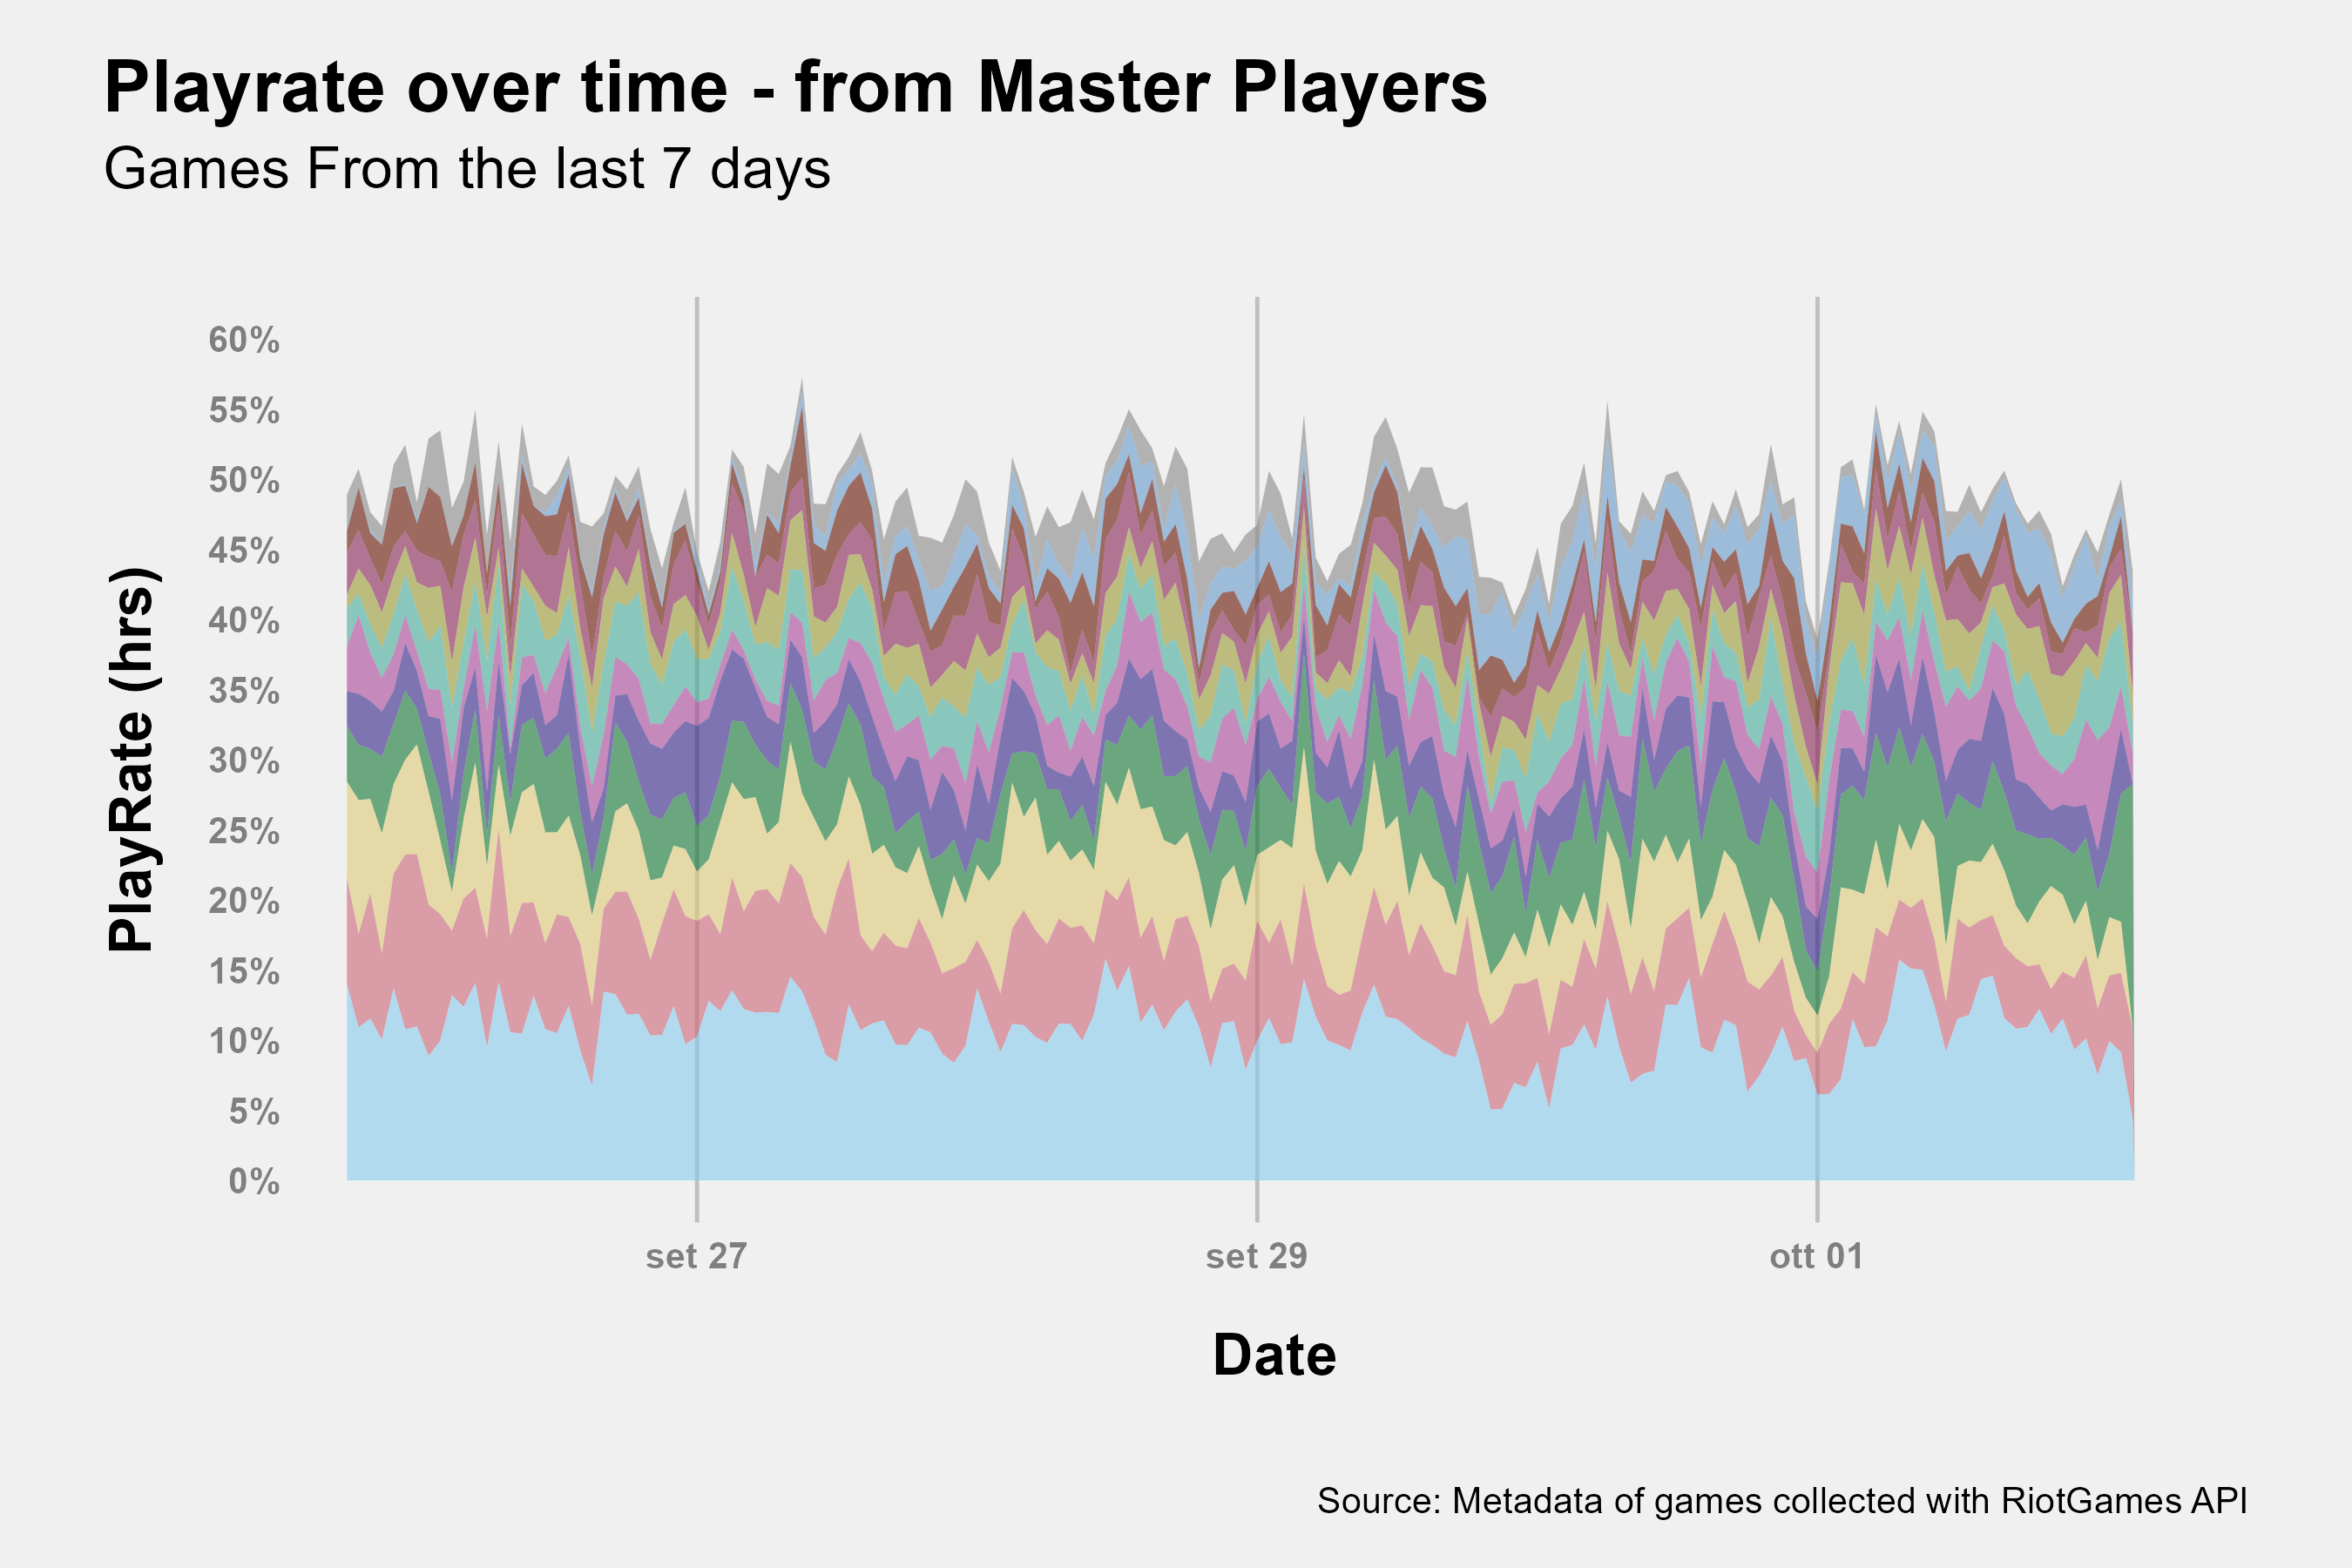 Playrate over time - from Master Players
Games From the last 7 days
PlayRate (hrs)
60%
55%
50%
45%
40%
35%
30%
25%
20%
15%
10%
5%
0%
set 27
set 29
ott 01
Date
Source: Metadata of games collected with RiotGames API